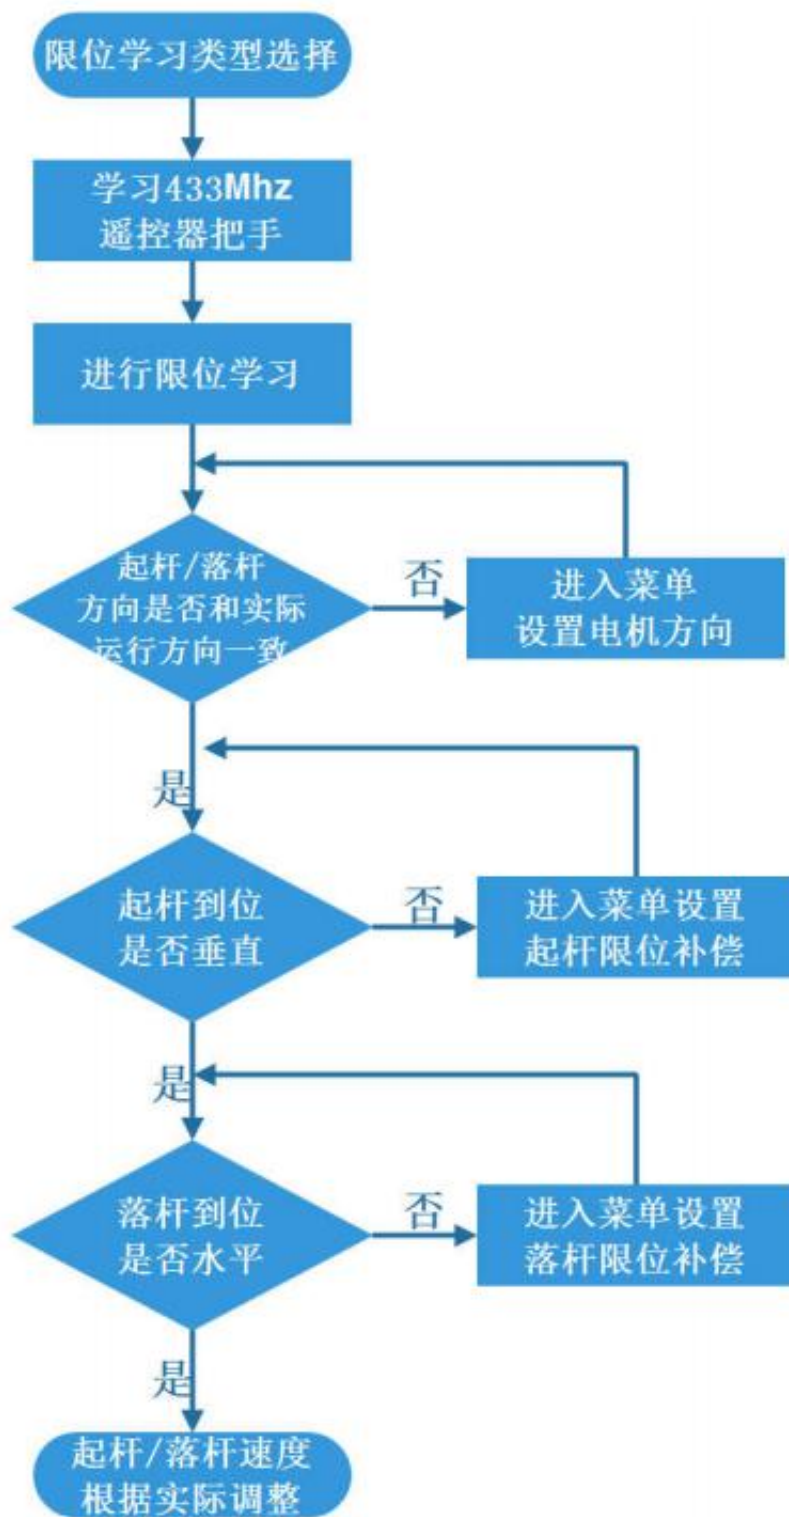 限位学习类型选择
学习433Mhz
遥控器把手
进行限位学习
起杆/落杆
方向是否和实际
运行方向一致
否
进入菜单
设置电机方向
是
起杆到位
是否垂直
否
进入菜单设置
起杆限位补偿
是
落杆到位
是否水平
否
进入菜单设置
落杆限位补偿
是
起杆/落杆速度
根据实际调整